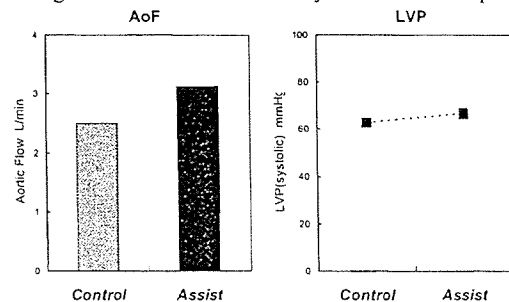 AoF
Aortic Flow L/min
4
3
2
1
0
Control
Assist
LVP
LVP(systolic) mmHg
100
80
60
40
20
0
Control
Assist